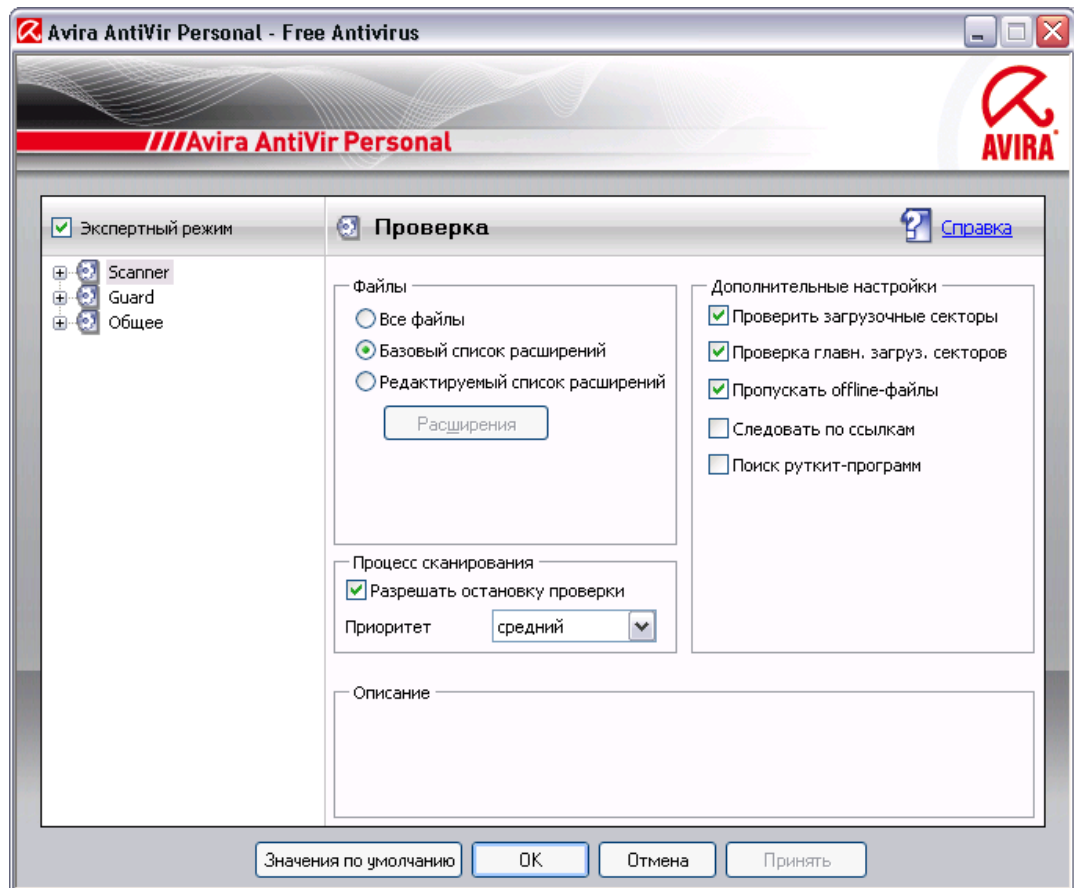 Avira AntiVir Personal - Free Antivirus
Avira AntiVir Personal
AVIRA
Экспертный режим
Проверка
Справка
Scanner
Guard
Общее
Файлы
Все файлы
Базовый список расширений
Редактируемый список расширений
Расширения
Дополнительные настройки
Проверить загрузочные секторы
Проверка главн. загруз. секторов
Пропускать offline-файлы
Следовать по ссылкам
Поиск руткит-программ
Процесс сканирования
Разрешать остановку проверки
Приоритет
средний
Описание
Значения по умолчанию
OK
Отмена
Принять